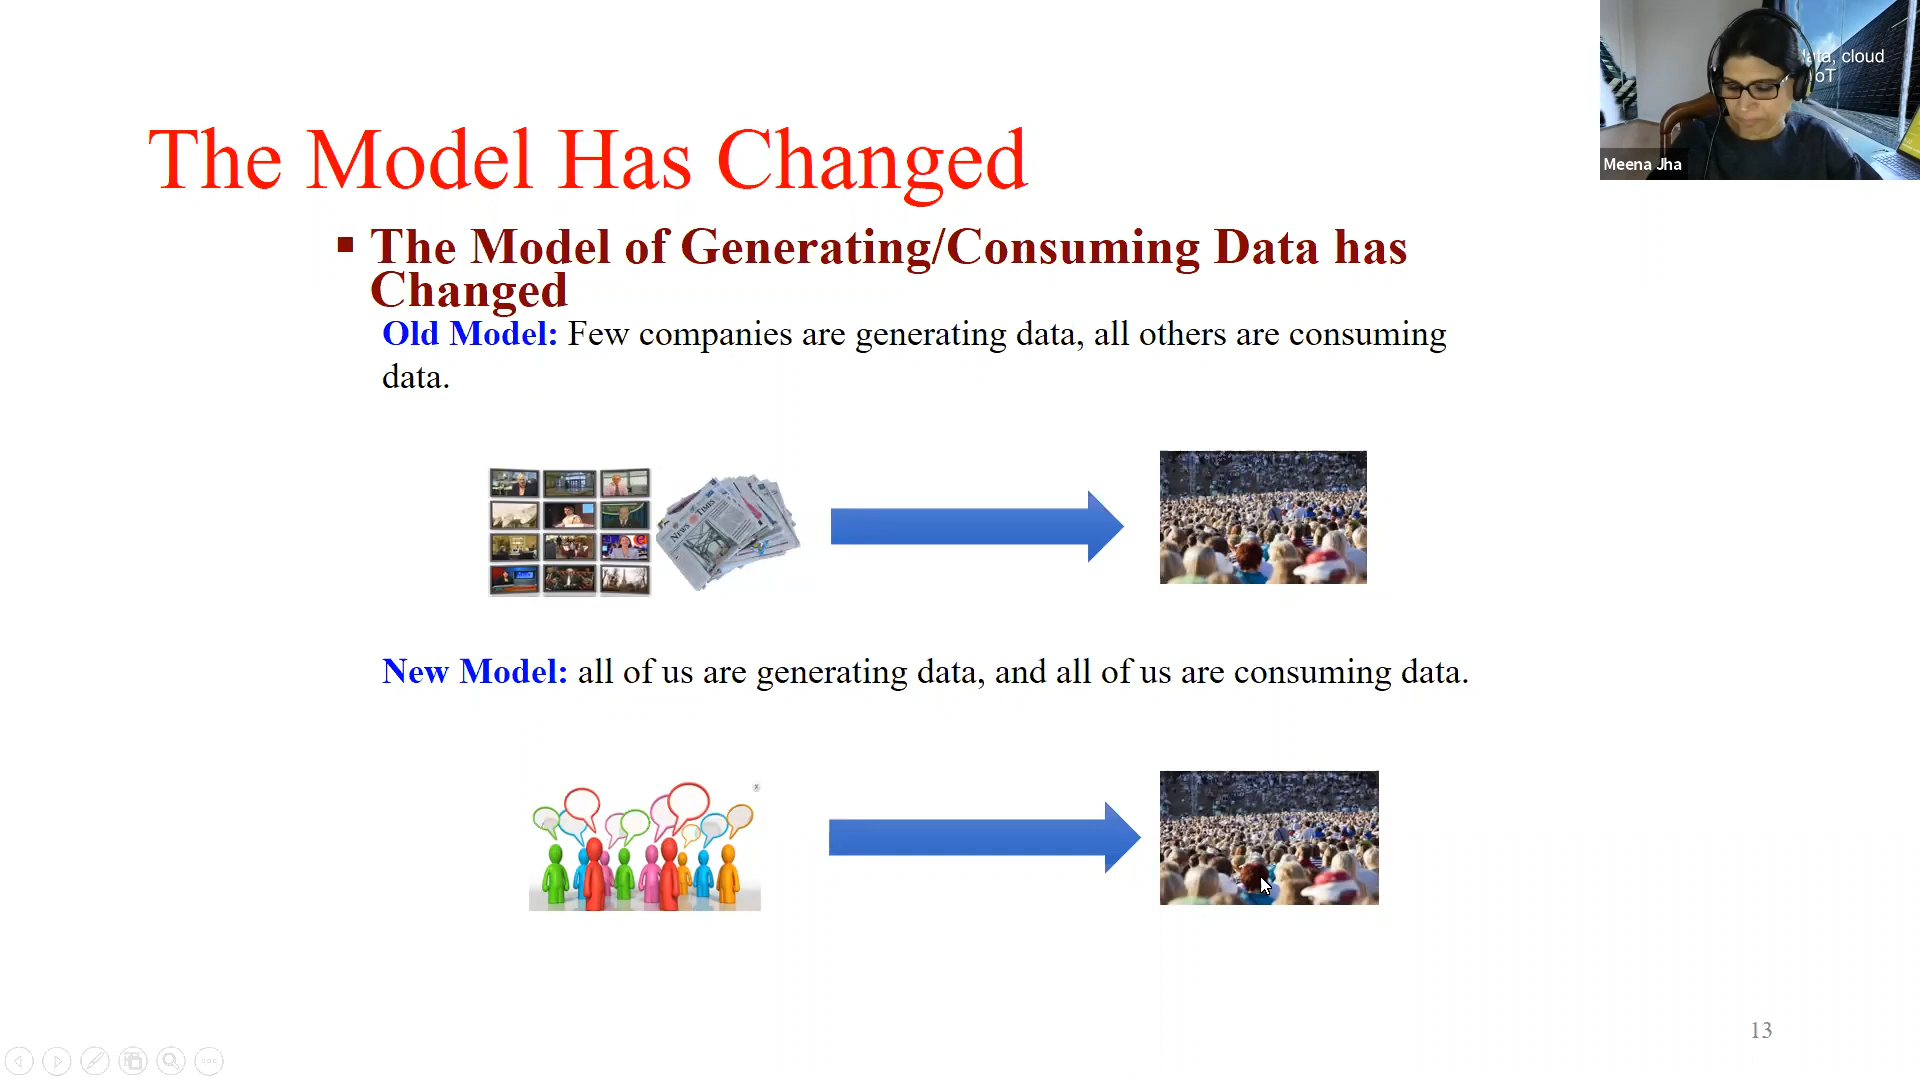 The Model Has Changed
▪ The Model of Generating/Consuming Data has
Changed
Old Model: Few companies are generating data, all others are consuming
data.
NEWS TIMES
New Model: all of us are generating data, and all of us are consuming data.
13
cloud
Meena Jha